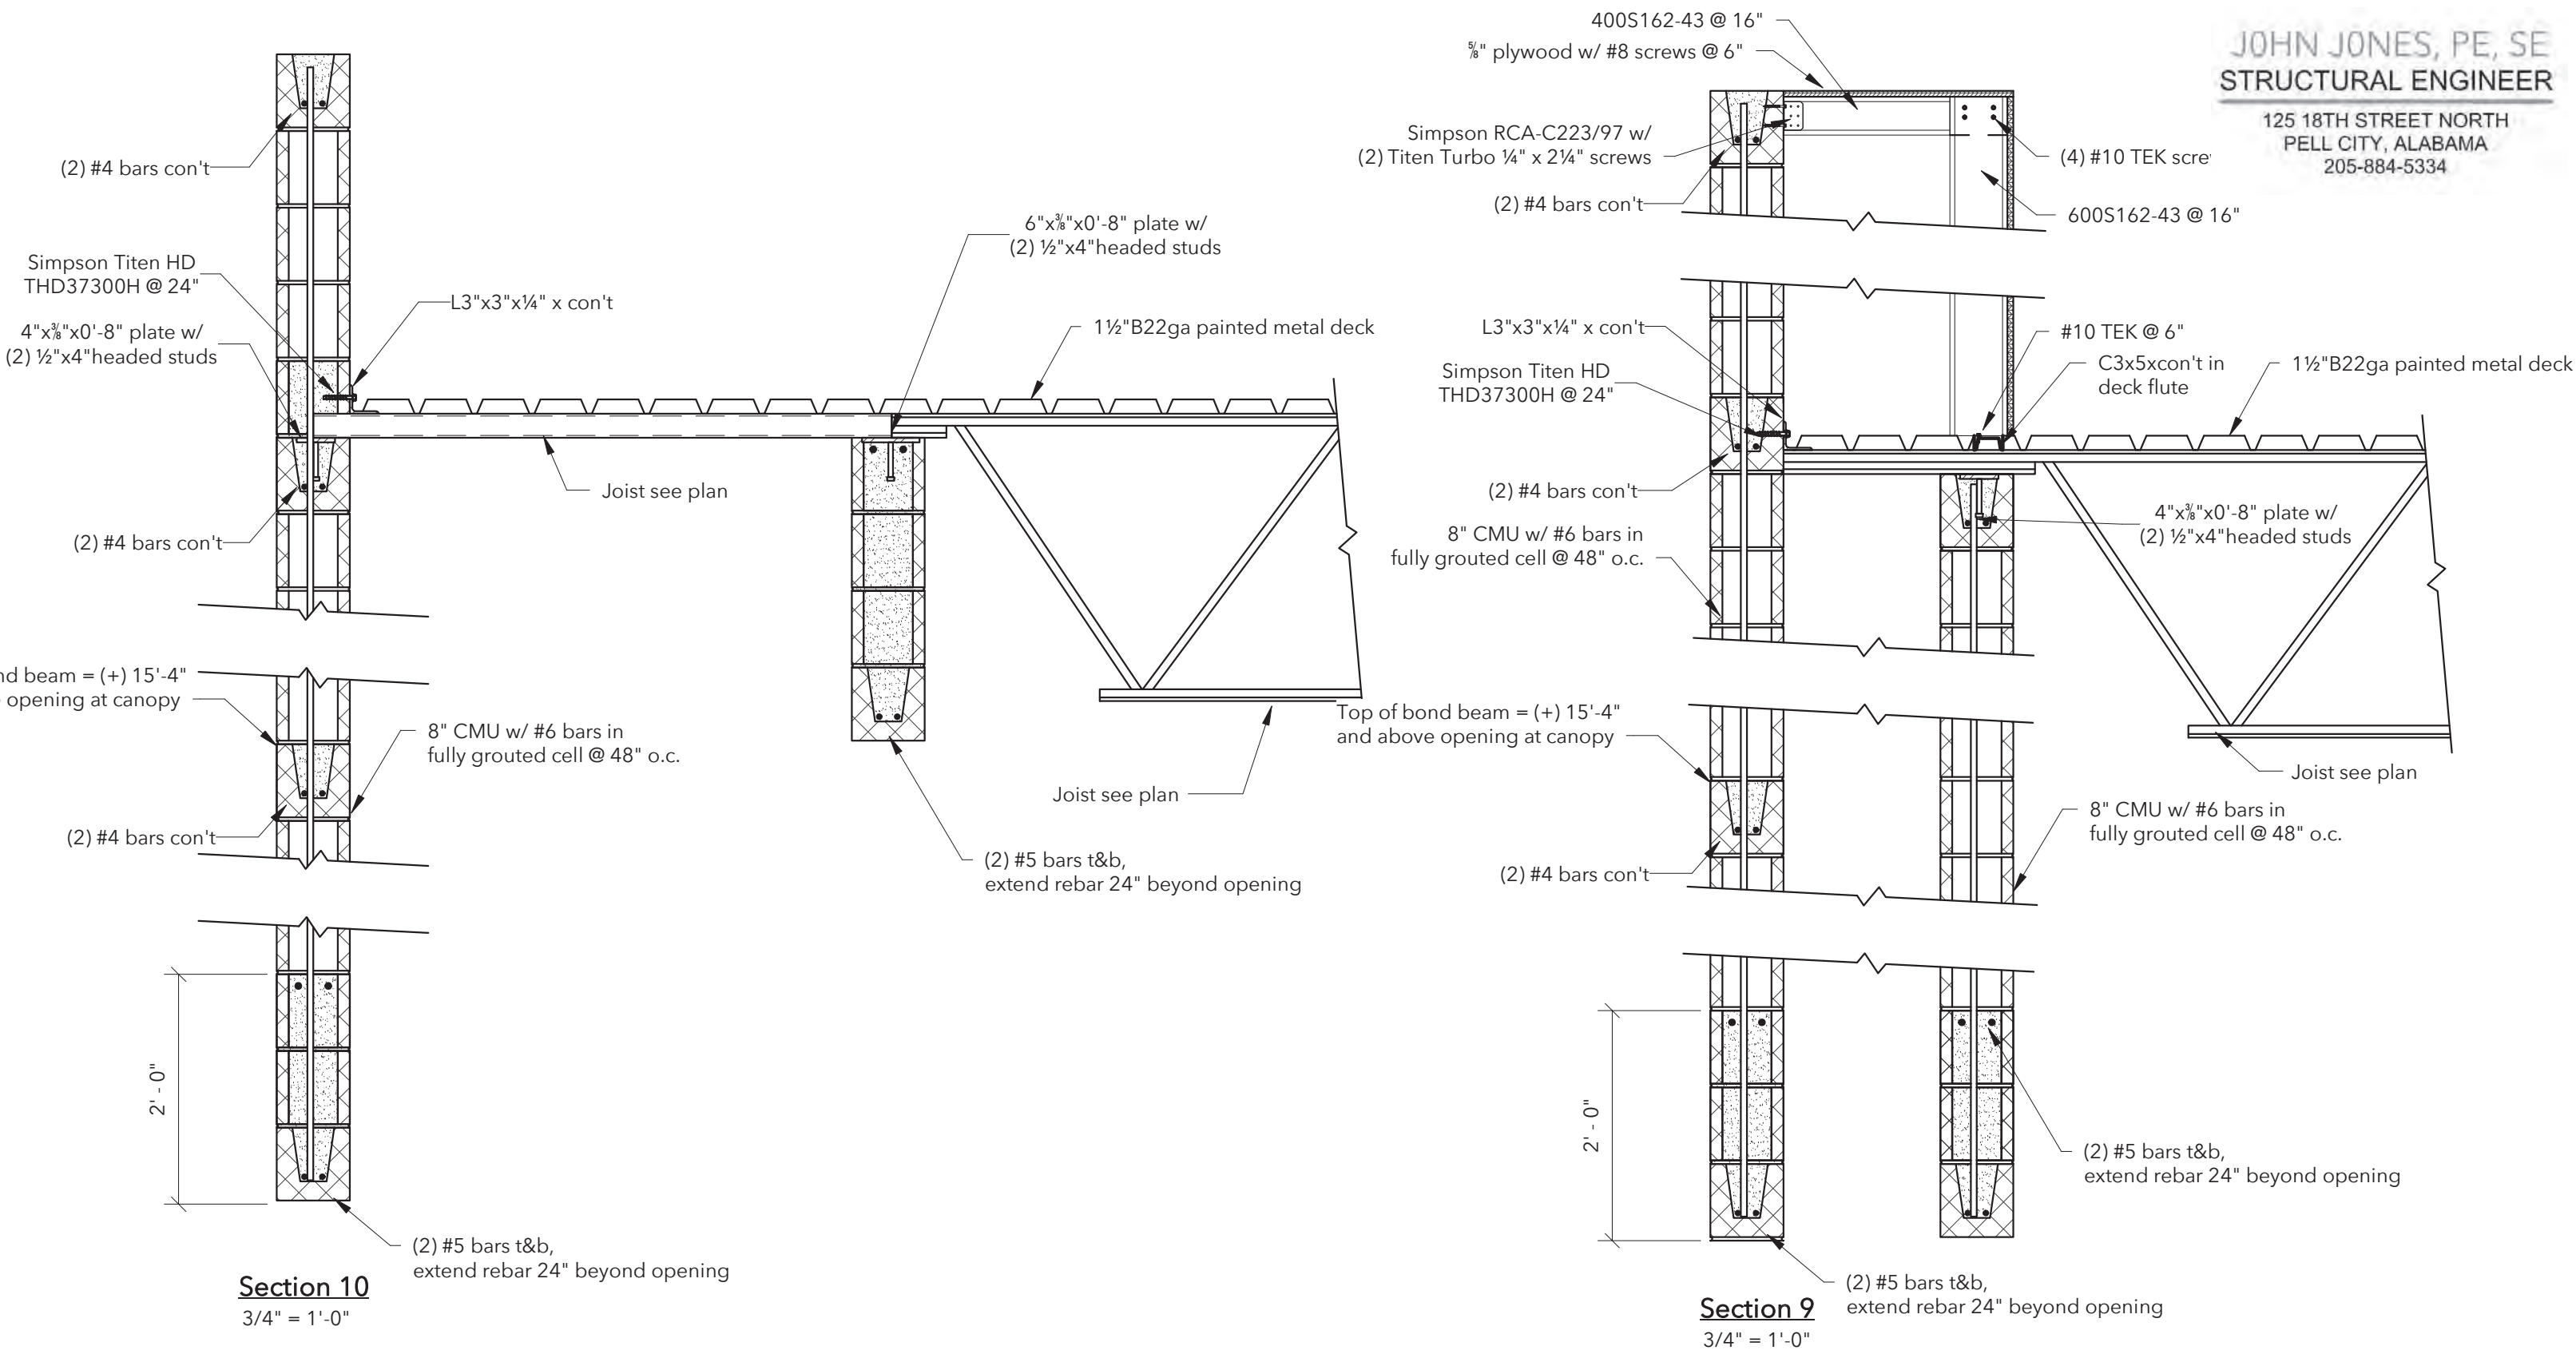 JOHN JONES, PE, SE
STRUCTURAL ENGINEER
125 18TH STREET NORTH
PELL CITY, ALABAMA
205-884-5334
(2) #4 bars con't
Simpson Titen HD
THD37300H @ 24"
4"x⅜"x0'-8" plate w/
(2) ½"x4"headed studs
L3"x3"x¼" x con't
6"x⅜"x0'-8" plate w/
(2) ½"x4"headed studs
1½"B22ga painted metal deck
Joist see plan
(2) #4 bars con't
nd beam = (+) 15'-4"
opening at canopy
8" CMU w/ #6 bars in
fully grouted cell @ 48" o.c.
(2) #4 bars con't
Joist see plan
(2) #5 bars t&b,
extend rebar 24" beyond opening
2' - 0"
(2) #5 bars t&b,
extend rebar 24" beyond opening
Section 10
3/4" = 1'-0"
400S162-43 @ 16"
⅝" plywood w/ #8 screws @ 6"
Simpson RCA-C223/97 w/
(2) Titen Turbo ¼" x 2¼" screws
(2) #4 bars con't
(4) #10 TEK scre
600S162-43 @ 16"
L3"x3"x¼" x con't
Simpson Titen HD
THD37300H @ 24"
#10 TEK @ 6"
C3x5xcon't in
deck flute
1½"B22ga painted metal deck
(2) #4 bars con't
8" CMU w/ #6 bars in
fully grouted cell @ 48" o.c.
4"x⅜"x0'-8" plate w/
(2) ½"x4"headed studs
Top of bond beam = (+) 15'-4"
and above opening at canopy
Joist see plan
8" CMU w/ #6 bars in
fully grouted cell @ 48" o.c.
(2) #4 bars con't
2' - 0"
(2) #5 bars t&b,
extend rebar 24" beyond opening
(2) #5 bars t&b,
extend rebar 24" beyond opening
Section 9
3/4" = 1'-0"